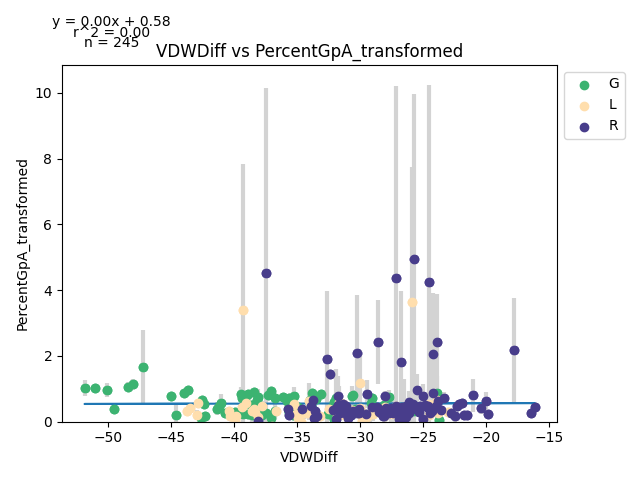 y = 0.00x + 0.58
r^2 = 0.00
n = 245
VDWDiff vs PercentGpA_transformed
G
L
R
PercentGpA_transformed
10
8
6
4
2
0
−50 −45 −40 −35 −30 −25 −20 −15
VDWDiff